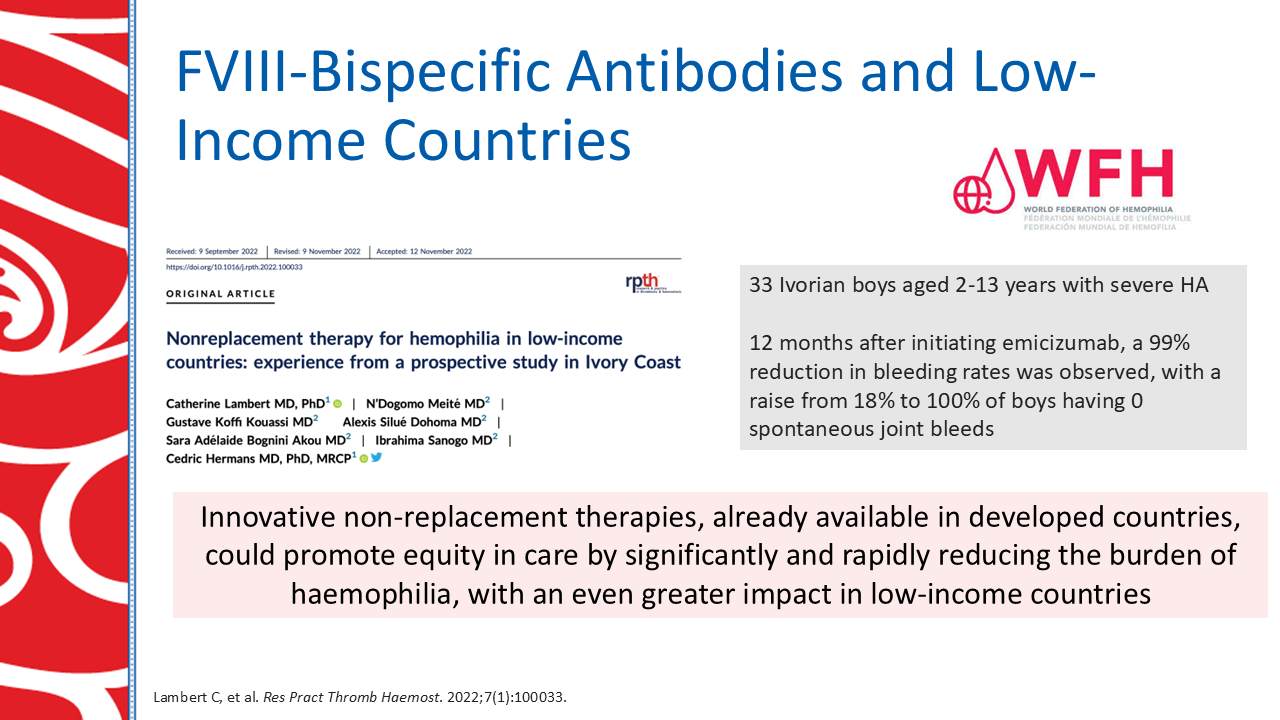 FVIII-Bispecific Antibodies and Low-
Income Countries
WFH
WORLD FEDERATION OF HEMOPHILIA
FÉDÉRATION MONDIALE DE L'HÉMOPHILIE
FEDERACIÓN MUNDIAL DE HEMOFILIA
Received: 9 September 2022 | Revised: 9 November 2022 | Accepted: 12 November 2022
https://doi.org/10.1016/j.rpth.2022.100033
rpth
ORIGINAL ARTICLE
Nonreplacement therapy for hemophilia in low-income
countries: experience from a prospective study in Ivory Coast
Catherine Lambert MD, PhD1 | N'Dogomo Meité MD2 |
Gustave Koffi Kouassi MD2 Alexis Silué Dohoma MD2 |
Sara Adélaide Bognini Akou MD2 | Ibrahima Sanogo MD2 |
Cedric Hermans MD, PhD, MRCP1
33 Ivorian boys aged 2-13 years with severe HA
12 months after initiating emicizumab, a 99%
reduction in bleeding rates was observed, with a
raise from 18% to 100% of boys having 0
spontaneous joint bleeds
Innovative non-replacement therapies, already available in developed countries,
could promote equity in care by significantly and rapidly reducing the burden of
haemophilia, with an even greater impact in low-income countries
Lambert C, et al. Res Pract Thromb Haemost. 2022;7(1):100033.